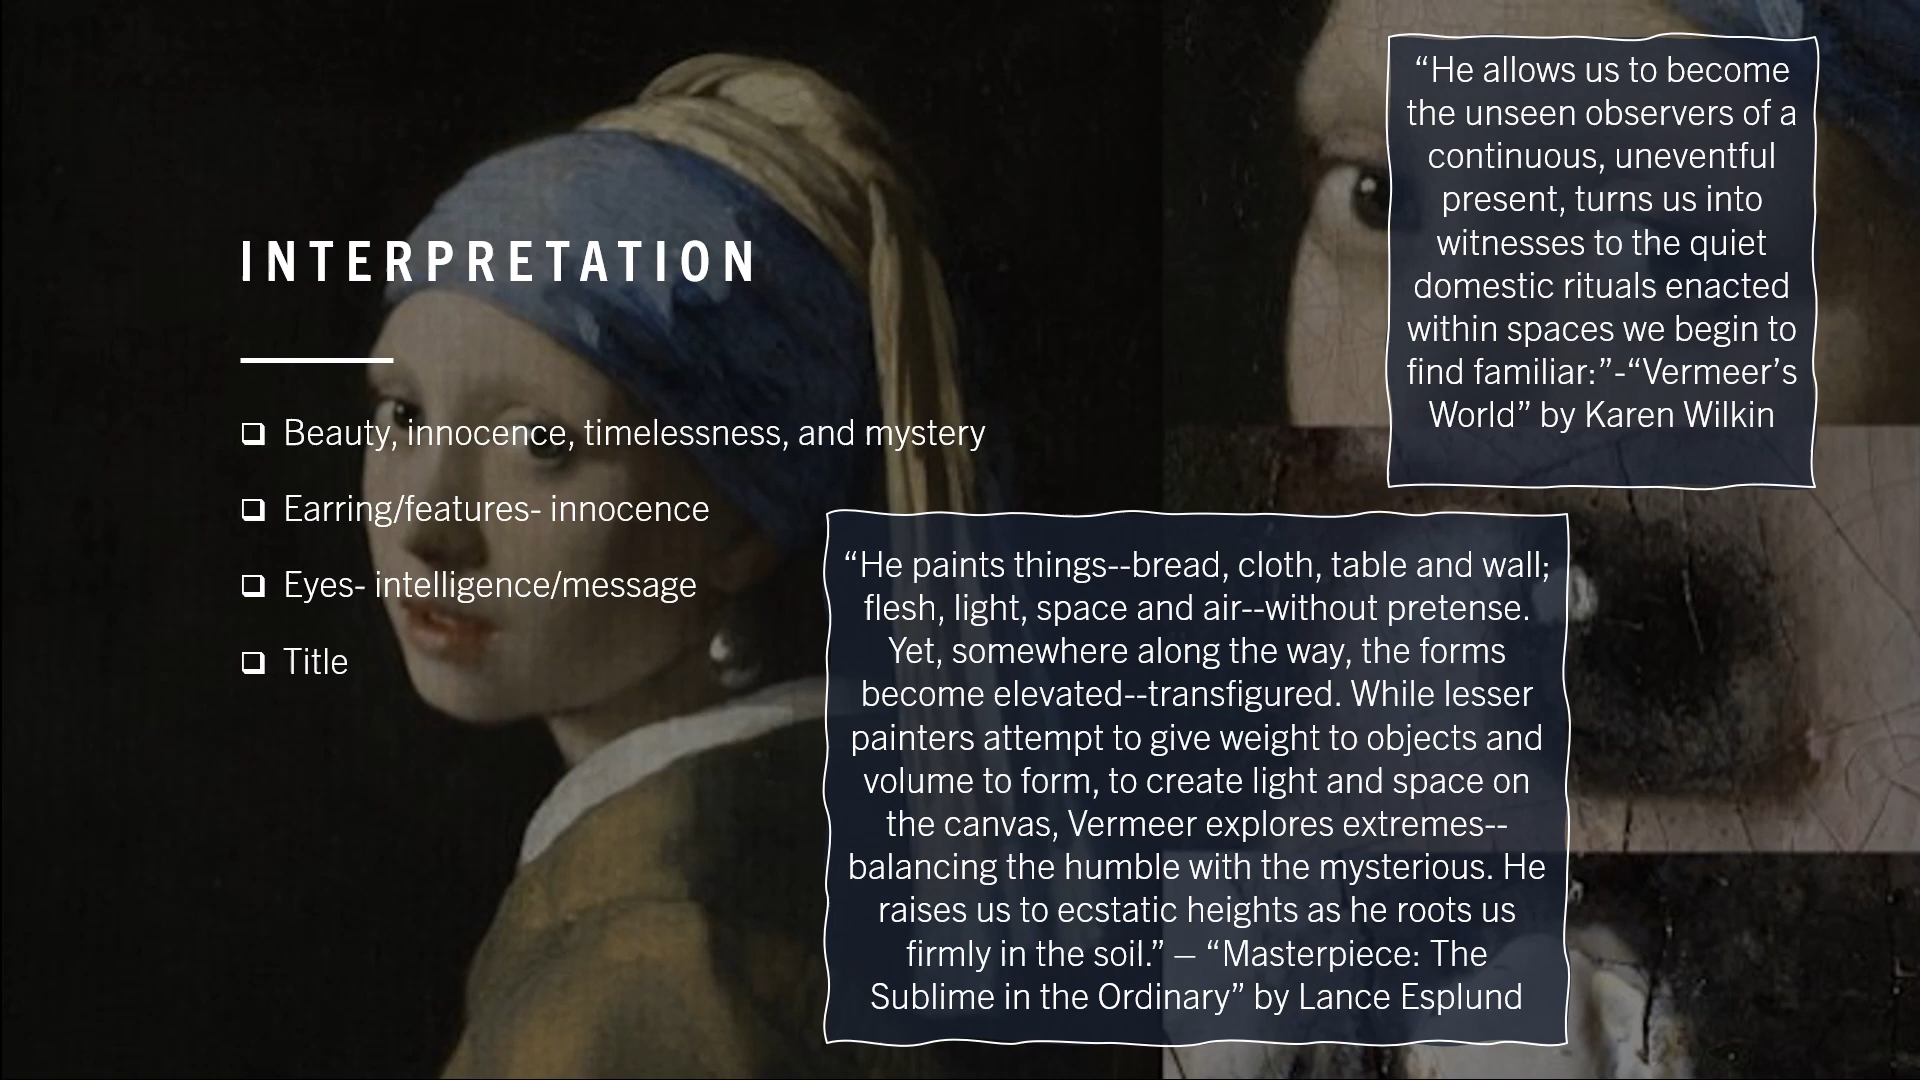 INTERPRETATION
Beauty, innocence, timelessness, and mystery
Earring/features- innocence
Eyes- intelligence/message
Title
“He allows us to become
the unseen observers of a
continuous, uneventful
present, turns us into
witnesses to the quiet
domestic rituals enacted
within spaces we begin to
find familiar:”-“Vermeer’s
World” by Karen Wilkin
“He paints things--bread, cloth, table and wall;
flesh, light, space and air--without pretense.
Yet, somewhere along the way, the forms
become elevated--transfigured. While lesser
painters attempt to give weight to objects and
volume to form, to create light and space on
the canvas, Vermeer explores extremes--
balancing the humble with the mysterious. He
raises us to ecstatic heights as he roots us
firmly in the soil.” – “Masterpiece: The
Sublime in the Ordinary” by Lance Esplund